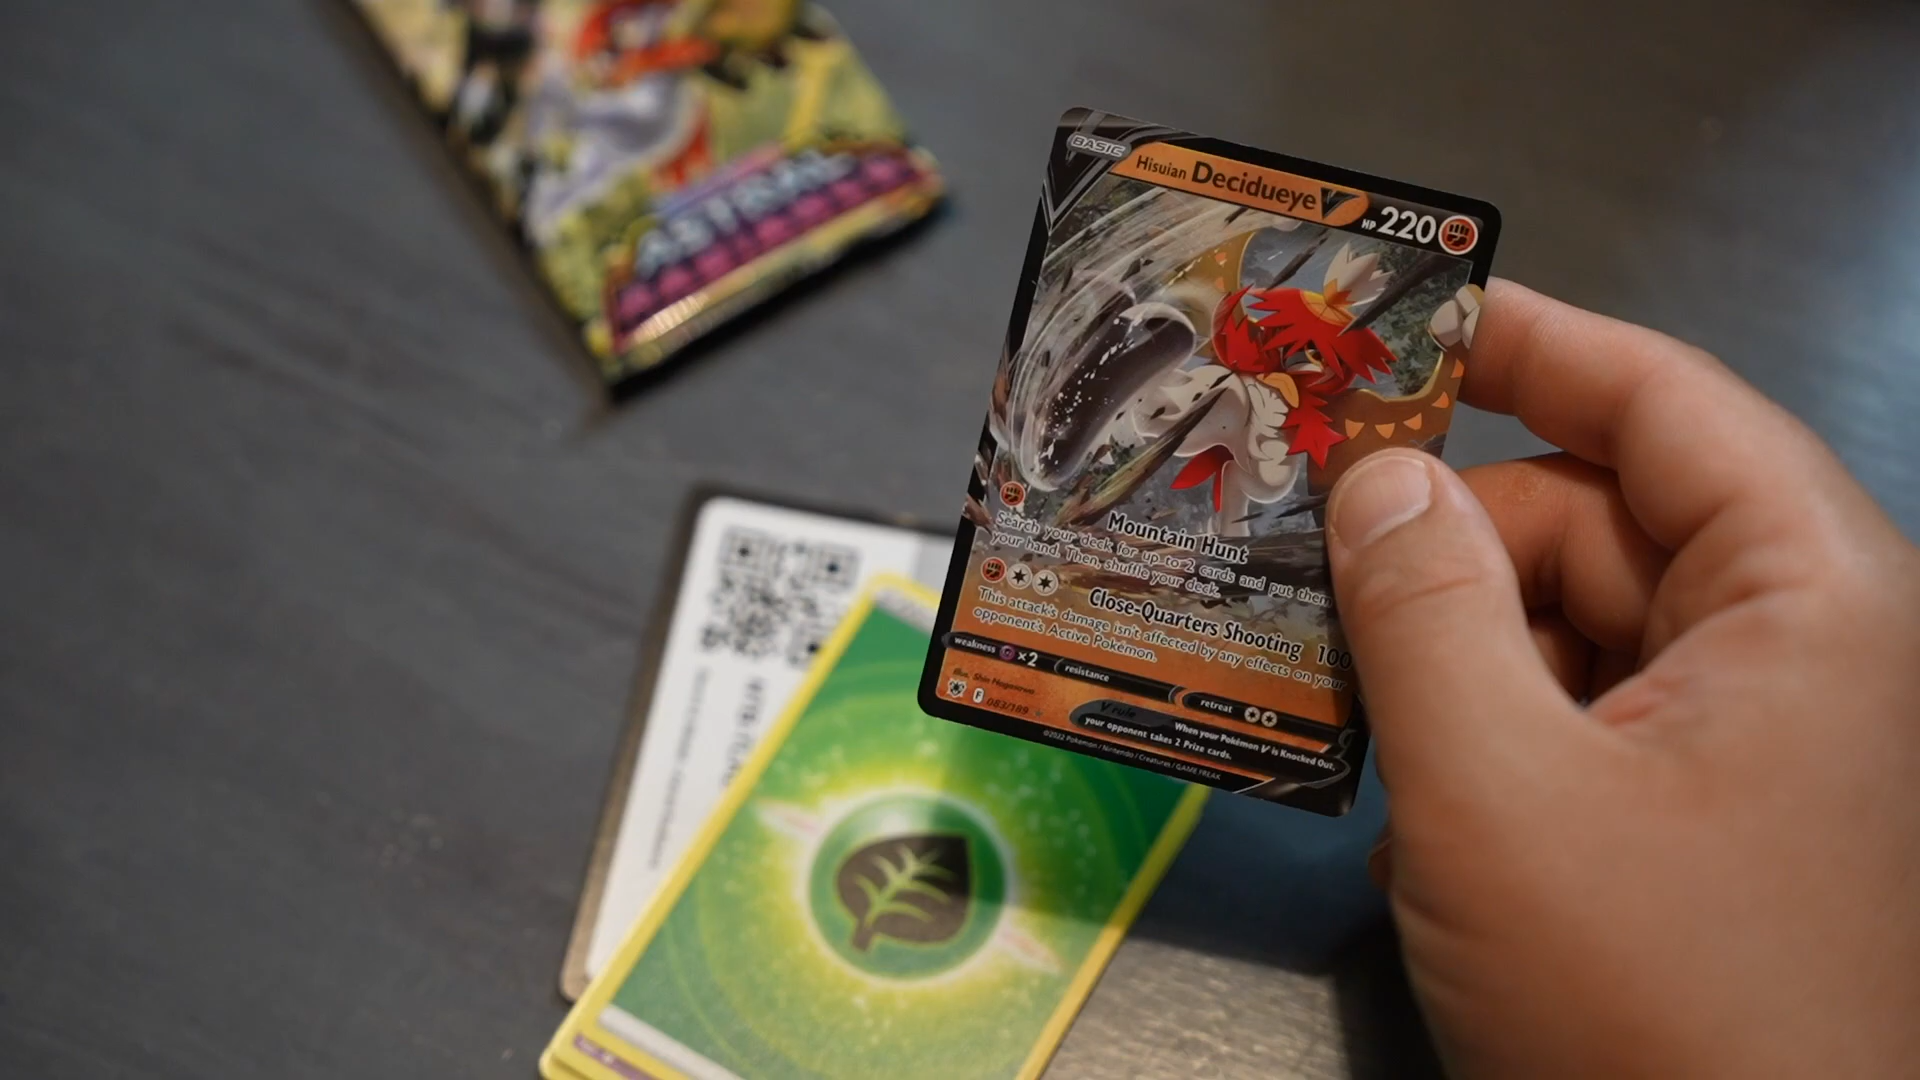 ASTRAL
BASIC
Hisuian Decidueye V
HP 220
Mountain Hunt
Search your deck for up to 2 cards and put them
your hand. Then, shuffle your deck.
Close-Quarters Shooting 100
This attack's damage isn't affected by any effects on your
opponent's Active Pokémon.
weakness ×2
resistance
retreat
Illus. Shin Nagasawa
F 083/189
V rule
When your Pokémon V is Knocked Out,
your opponent takes 2 Prize cards.
©2022 Pokémon / Nintendo / Creatures / GAME FREAK